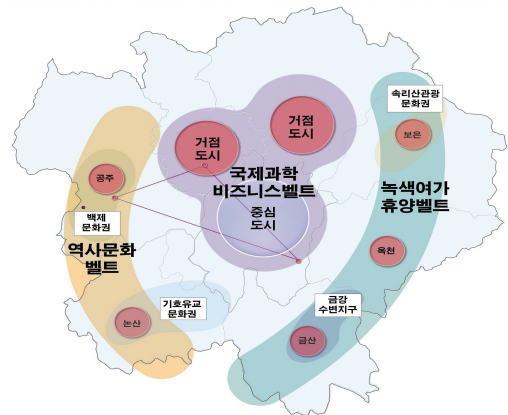 속리산관광
문화권
보은
거점
도시
거점
도시
국제과학
비즈니스벨트
중심
도시
녹색여가
휴양벨트
공주
백제
문화권
역사문화
벨트
옥천
기호유교
문화권
논산
금강
수변지구
금산